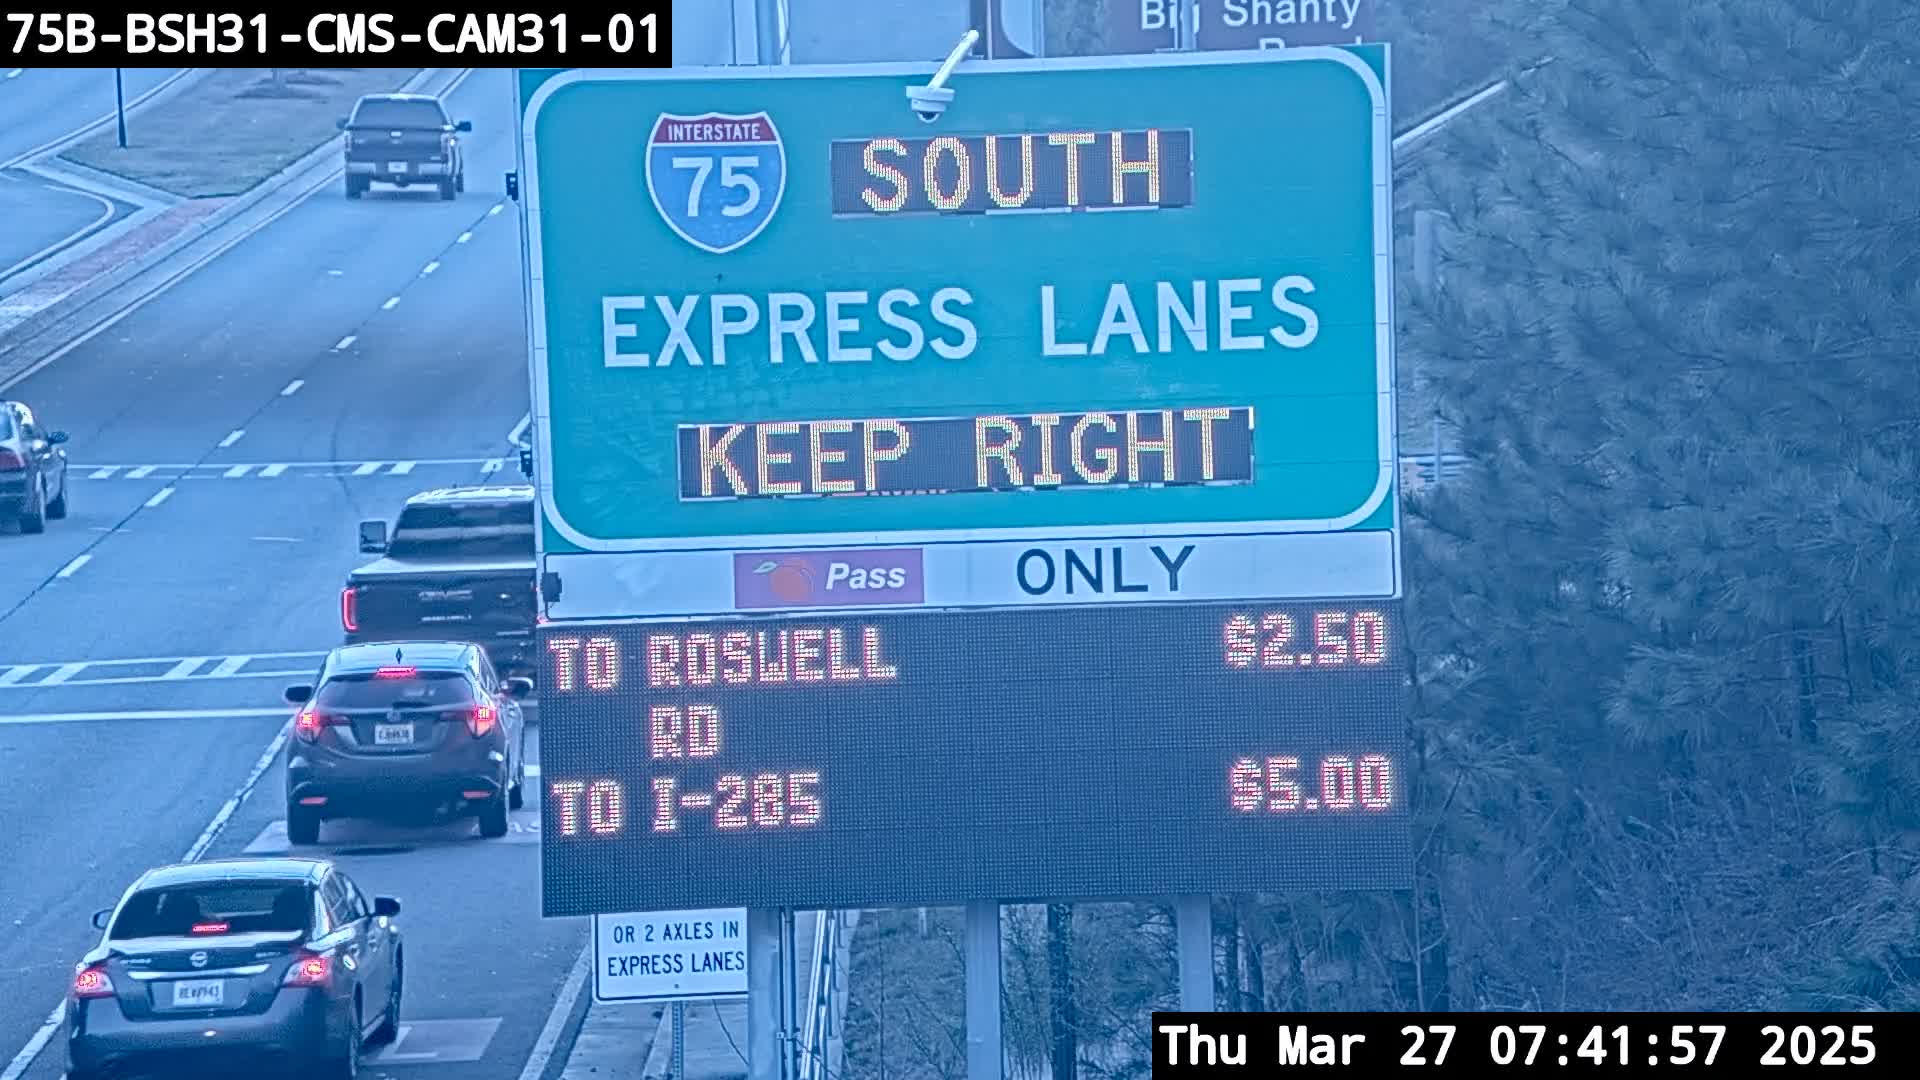 75B-BSH31-CMS-CAM31-01
Big Shanty
INTERSTATE
75
SOUTH
EXPRESS LANES
KEEP RIGHT
Pass ONLY
TO ROSWELL $2.50
RD
TO I-285 $5.00
OR 2 AXLES IN
EXPRESS LANES
Thu Mar 27 07:41:57 2025